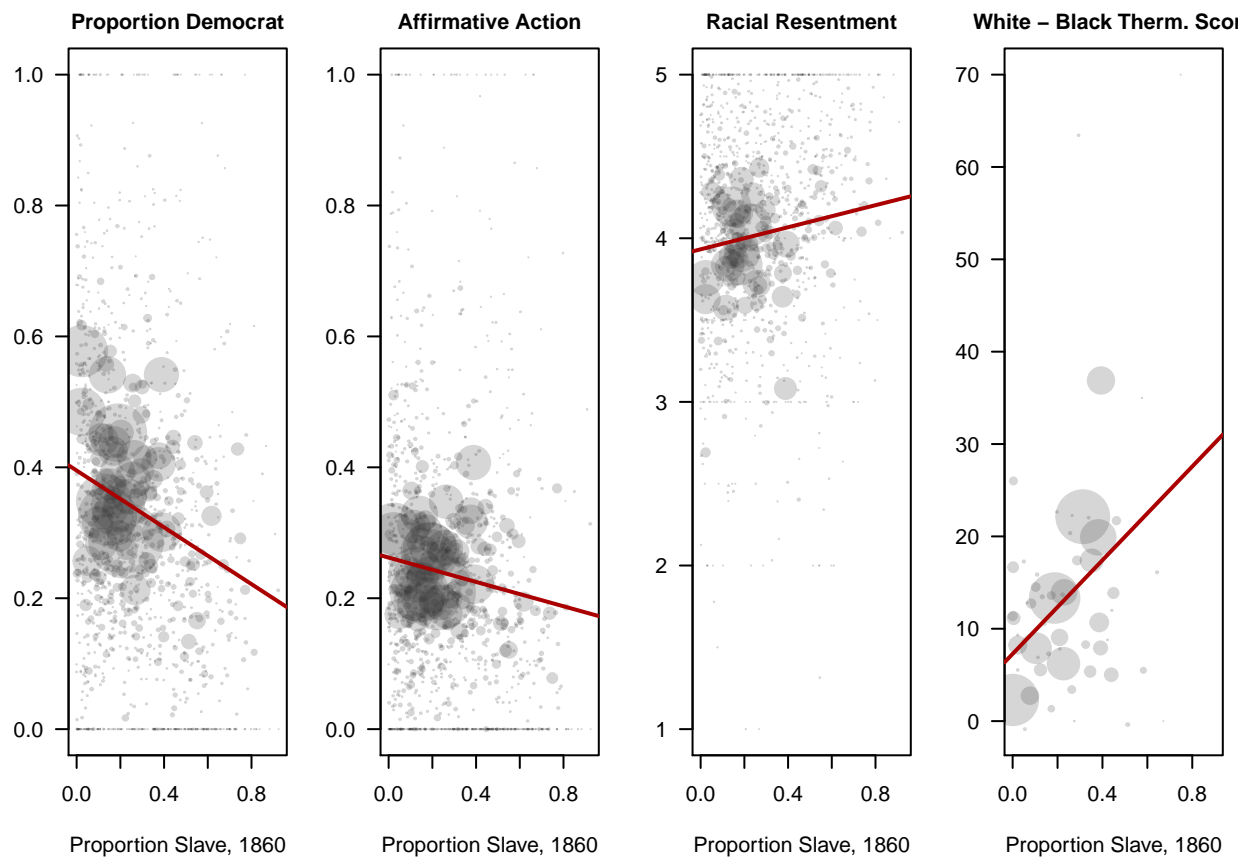 Proportion Democrat
1.0
0.8
0.6
0.4
0.2
0.0
0.0 0.4 0.8
Proportion Slave, 1860
Affirmative Action
1.0
0.8
0.6
0.4
0.2
0.0
0.0 0.4 0.8
Proportion Slave, 1860
Racial Resentment
5
4
3
2
1
0.0 0.4 0.8
Proportion Slave, 1860
White – Black Therm. Scor
70
60
50
40
30
20
10
0
0.0 0.4 0.8
Proportion Slave, 1860